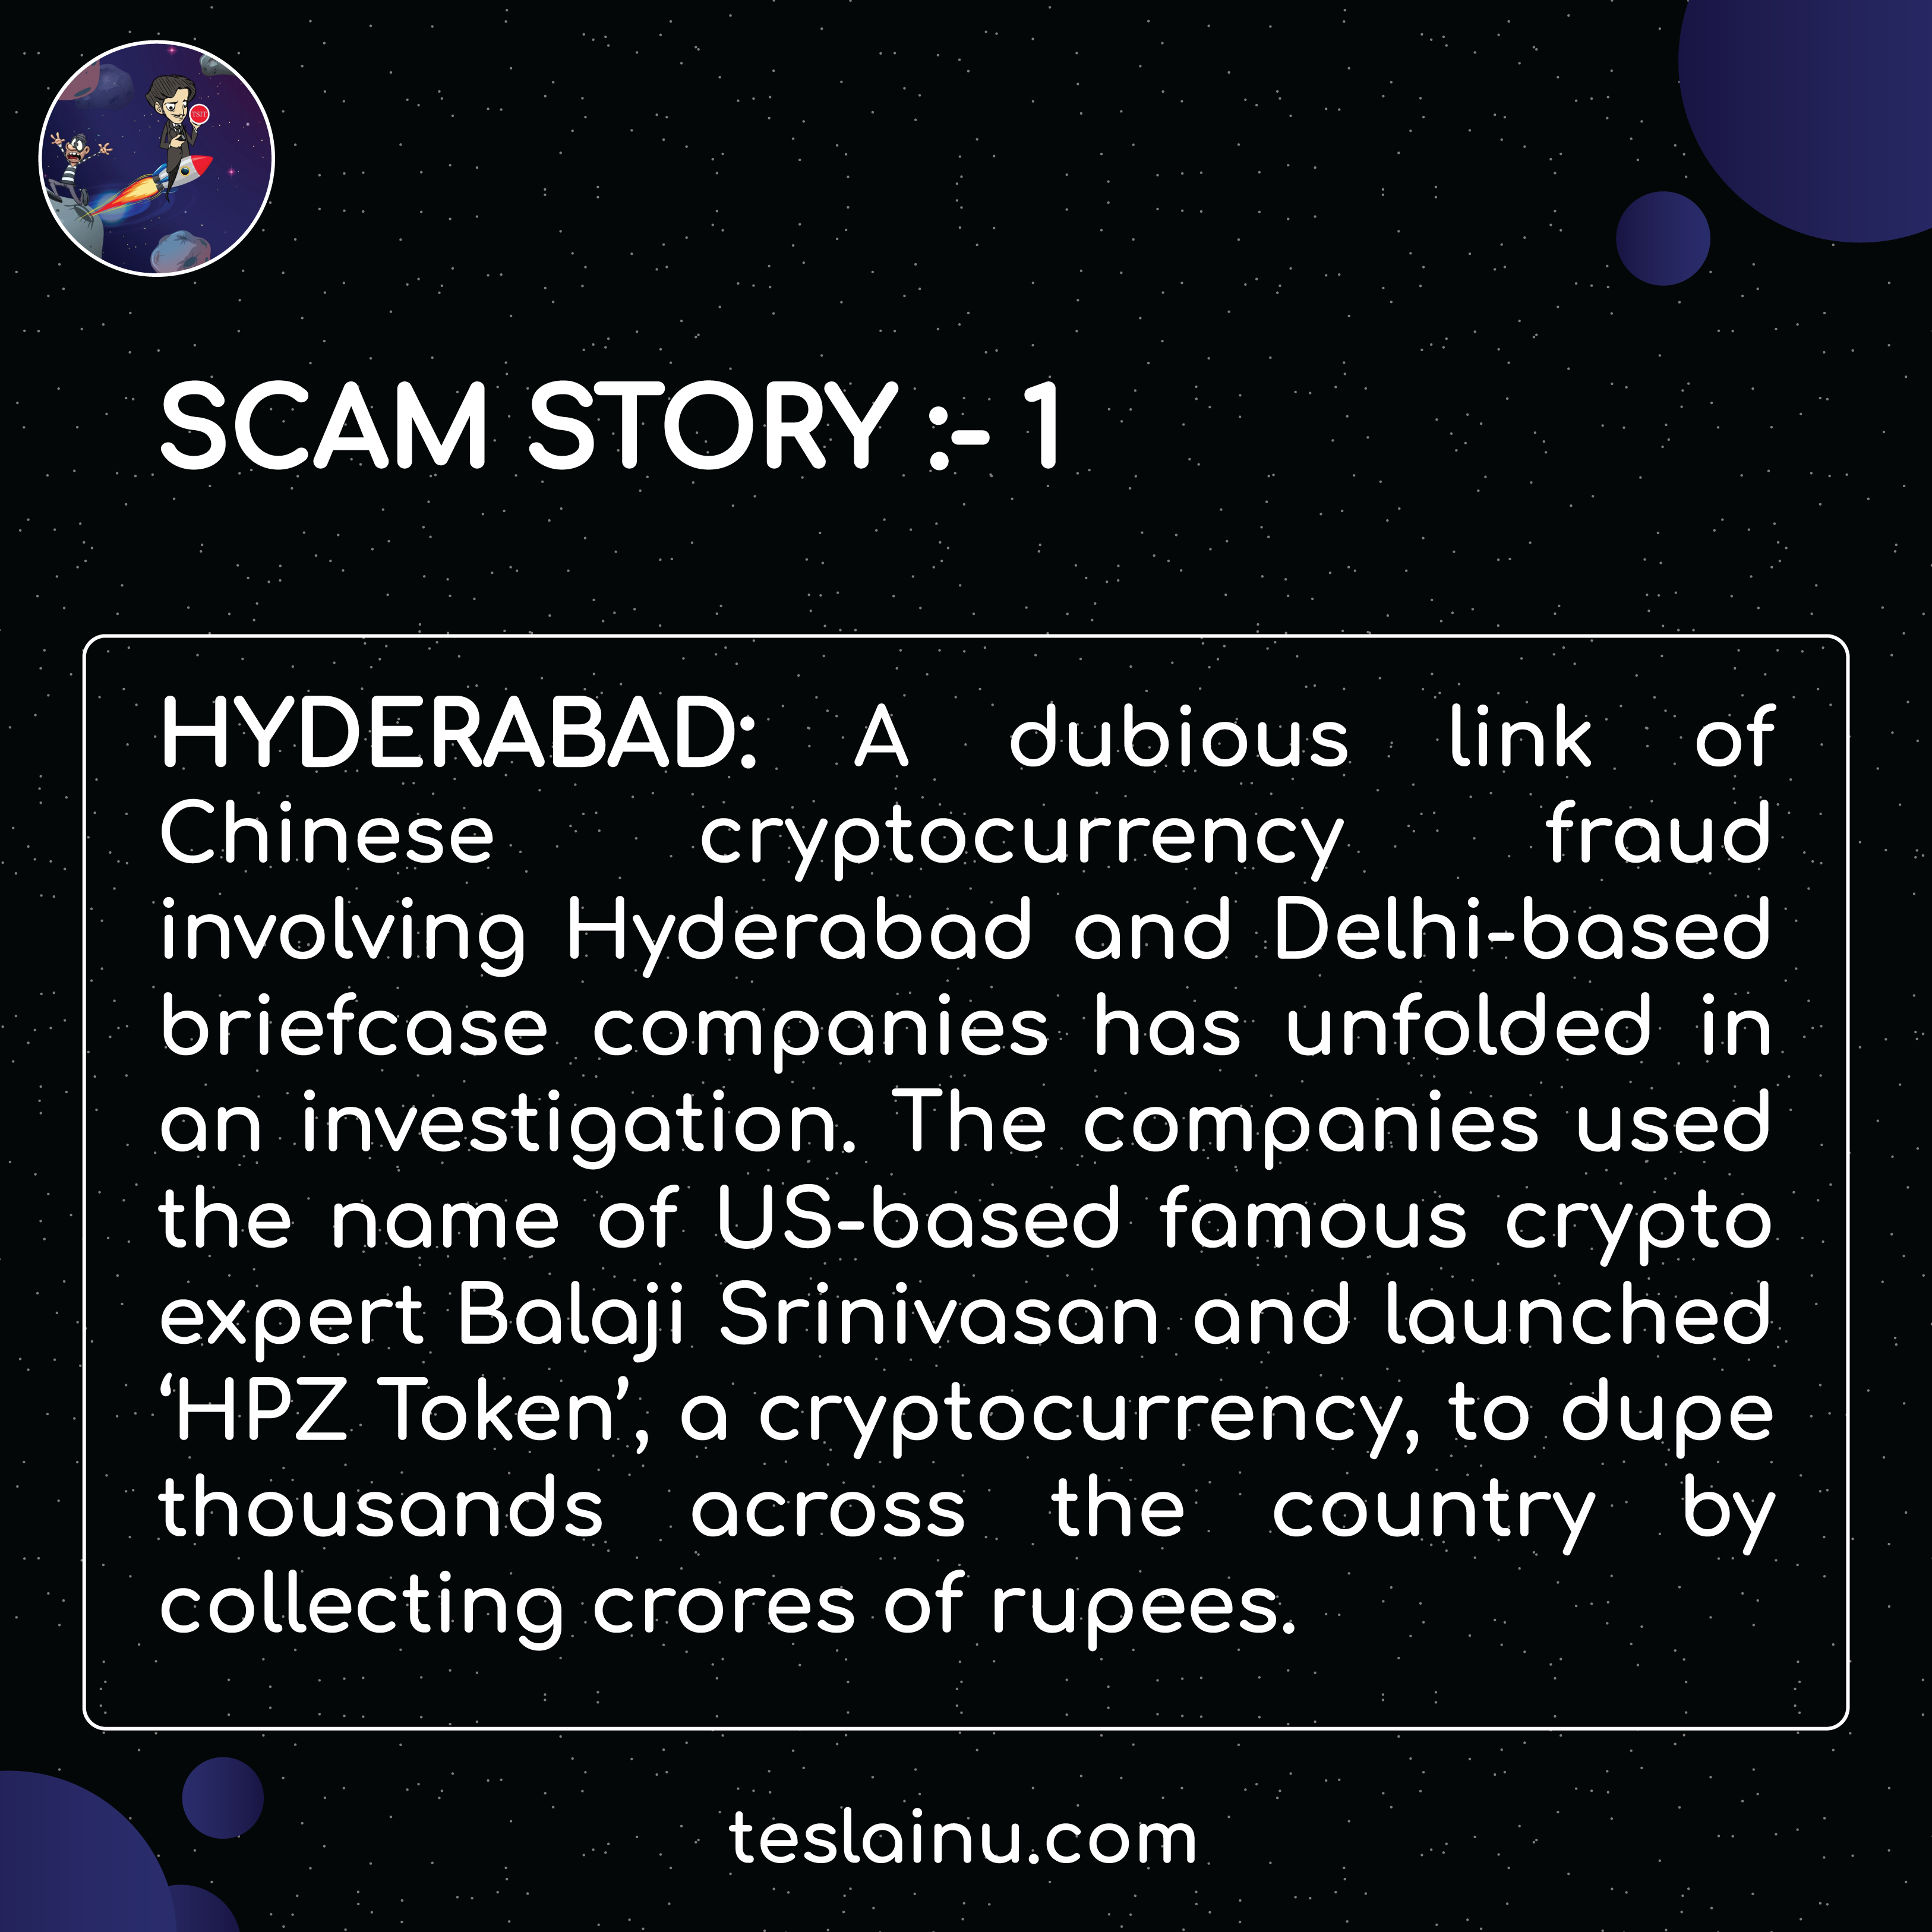 TSIT
SCAM STORY :- 1
HYDERABAD: A dubious link of
Chinese cryptocurrency fraud
involving Hyderabad and Delhi-based
briefcase companies has unfolded in
an investigation. The companies used
the name of US-based famous crypto
expert Balaji Srinivasan and launched
‘HPZ Token’, a cryptocurrency, to dupe
thousands across the country by
collecting crores of rupees.
teslainu.com